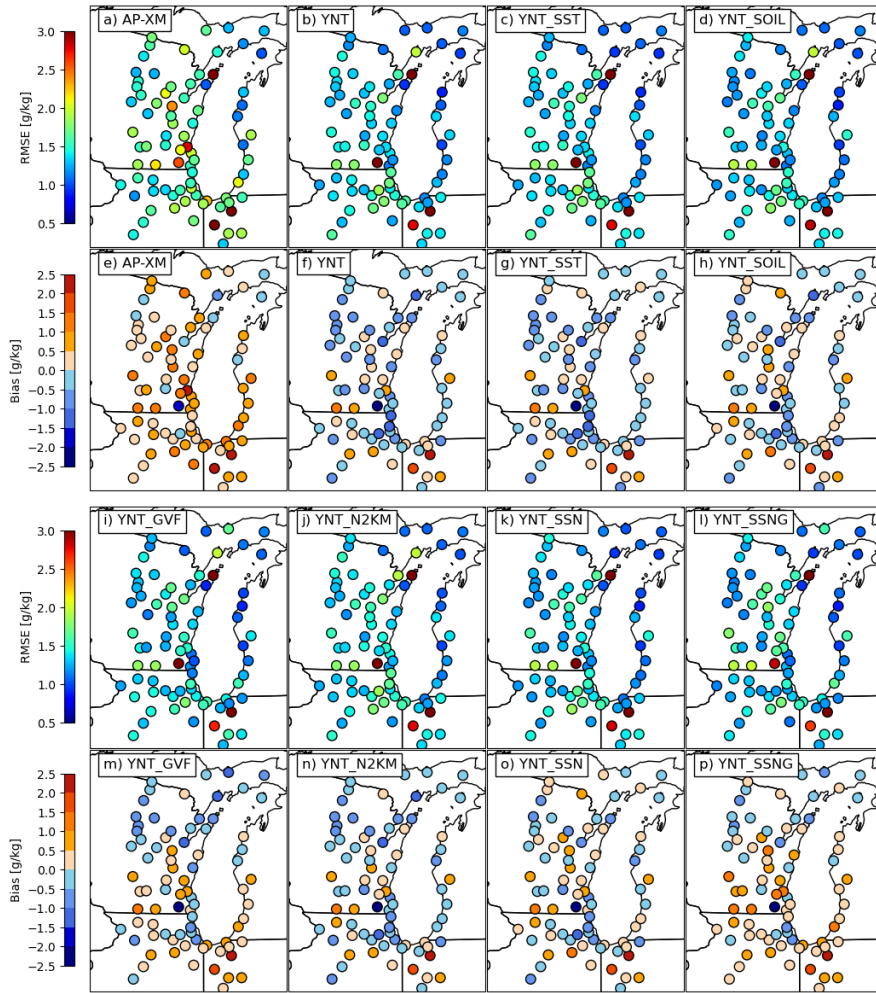 a) AP-XM
b) YNT
c) YNT_SST
d) YNT_SOIL
3.0
2.5
2.0
1.5
1.0
0.5
RMSE [g/kg]
e) AP-XM
f) YNT
g) YNT_SST
h) YNT_SOIL
2.5
2.0
1.5
1.0
0.5
0.0
−0.5
−1.0
−1.5
−2.0
−2.5
Bias [g/kg]
i) YNT_GVF
j) YNT_N2KM
k) YNT_SSN
l) YNT_SSNG
3.0
2.5
2.0
1.5
1.0
0.5
RMSE [g/kg]
m) YNT_GVF
n) YNT_N2KM
o) YNT_SSN
p) YNT_SSNG
2.5
2.0
1.5
1.0
0.5
0.0
−0.5
−1.0
−1.5
−2.0
−2.5
Bias [g/kg]